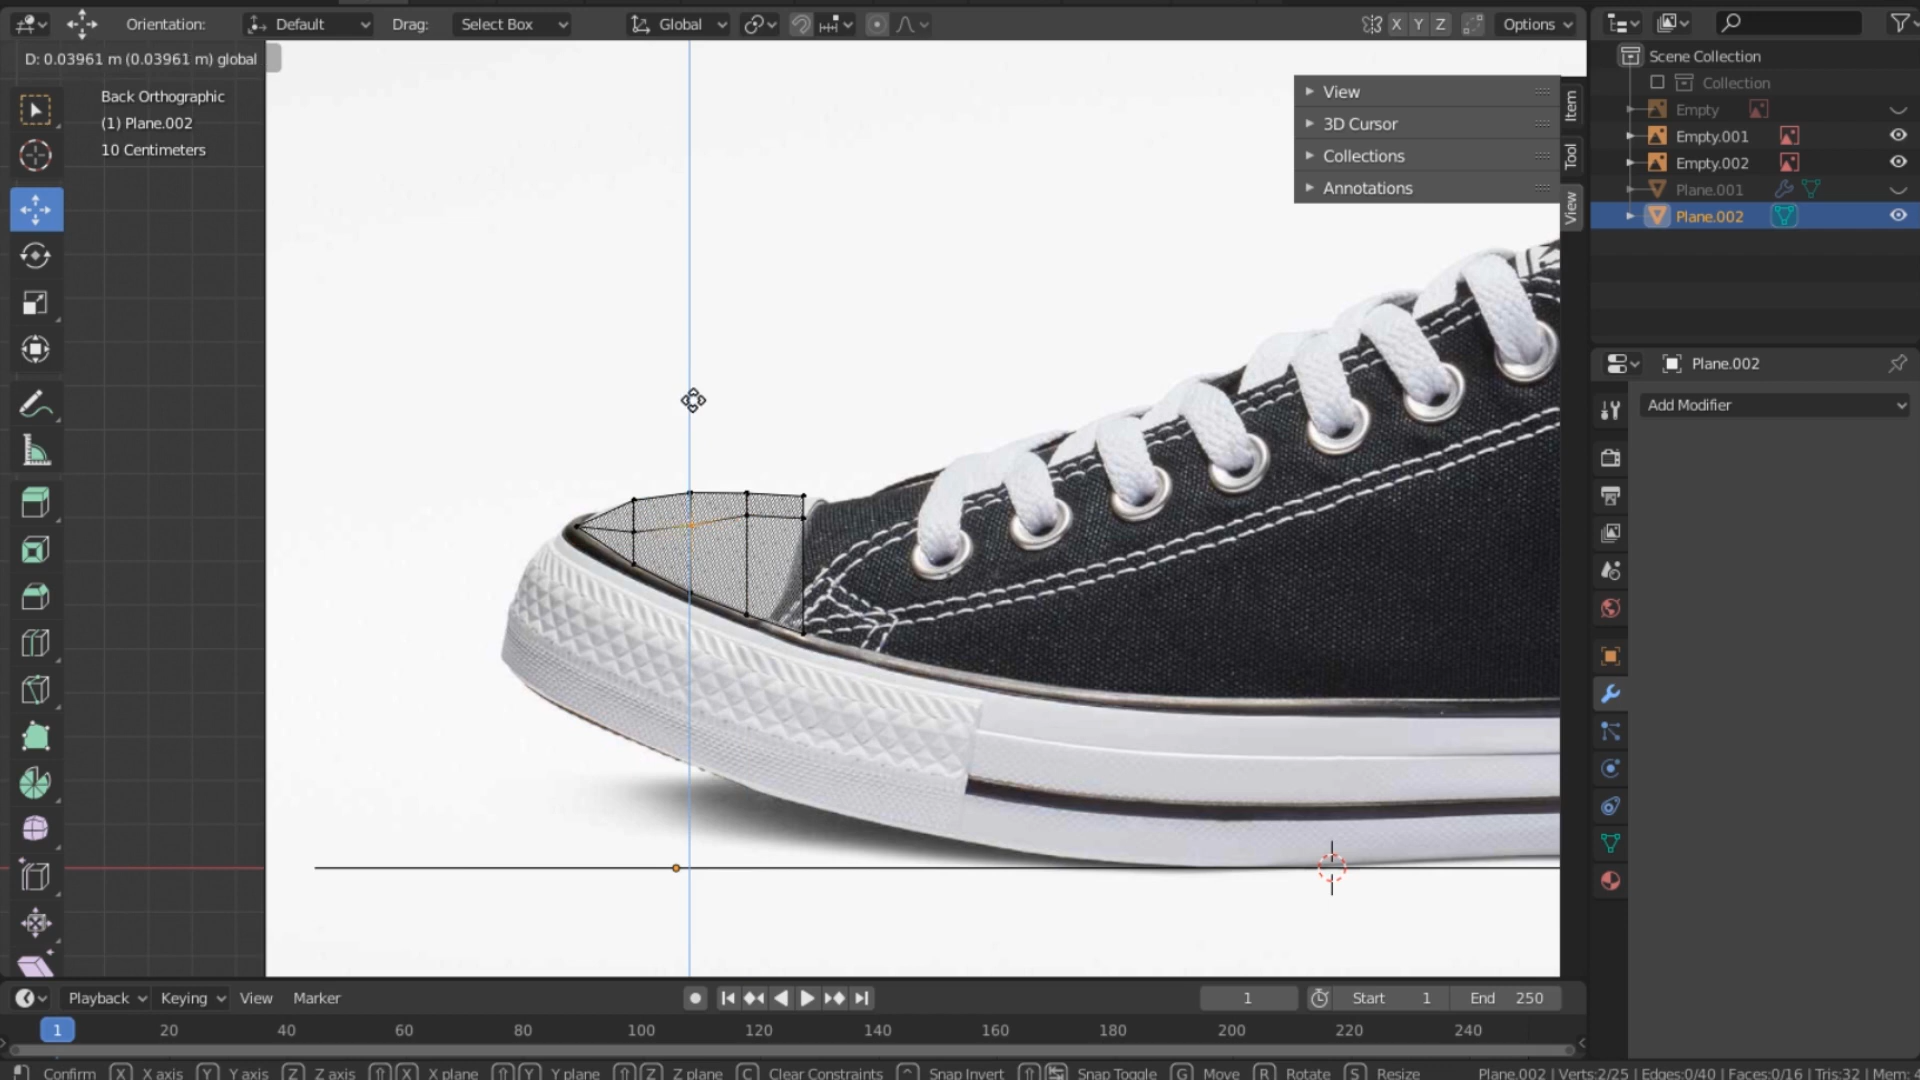 Orientation: Default Drag: Select Box Global X Y Z Options
D: 0.03961 m (0.03961 m) global
Back Orthographic
(1) Plane.002
10 Centimeters
View
3D Cursor
Collections
Annotations
Item
Tool
View
Scene Collection
Collection
Empty
Empty.001
Empty.002
Plane.001
Plane.002
Plane.002
Add Modifier
Playback Keying View Marker 1 Start 1 End 250
1 20 40 60 80 100 120 140 160 180 200 220 240
Confirm X X axis Y Y axis Z Z axis X X plane Y Y plane Z Z plane C Clear Constraints Snap Invert Snap Toggle G Move R Rotate S Resize Plane.002 | Verts:2/25 | Edges:0/40 | Faces:0/16 | Tris:32 | Mem: 4